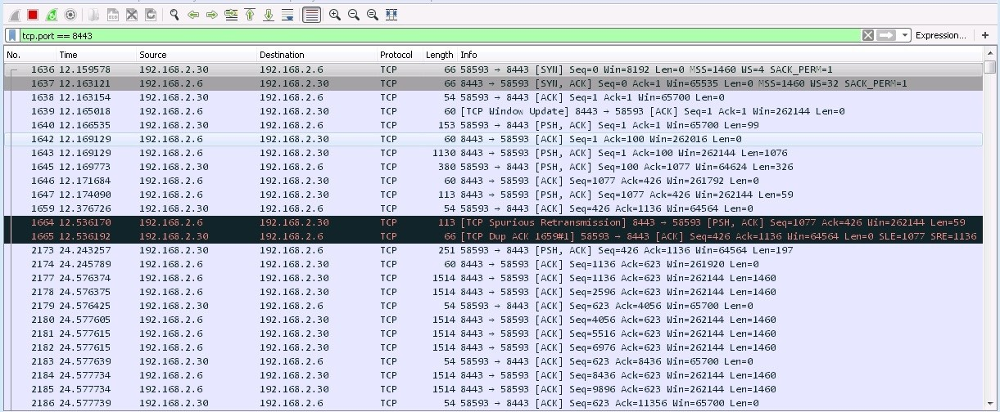 tcp.port == 8443 Expression... +
No. Time Source Destination Protocol Length Info
1636 12.159578 192.168.2.30 192.168.2.6 TCP 66 58593 → 8443 [SYN] Seq=0 Win=8192 Len=0 MSS=1460 WS=4 SACK_PERM=1
1637 12.163121 192.168.2.6 192.168.2.30 TCP 66 8443 → 58593 [SYN, ACK] Seq=0 Ack=1 Win=65535 Len=0 MSS=1460 WS=32 SACK_PERM=1
1638 12.163154 192.168.2.30 192.168.2.6 TCP 54 58593 → 8443 [ACK] Seq=1 Ack=1 Win=65700 Len=0
1639 12.165018 192.168.2.6 192.168.2.30 TCP 60 [TCP Window Update] 8443 → 58593 [ACK] Seq=1 Ack=1 Win=262144 Len=0
1640 12.166535 192.168.2.30 192.168.2.6 TCP 153 58593 → 8443 [PSH, ACK] Seq=1 Ack=1 Win=65700 Len=99
1642 12.169129 192.168.2.6 192.168.2.30 TCP 60 8443 → 58593 [ACK] Seq=1 Ack=100 Win=262016 Len=0
1643 12.169129 192.168.2.6 192.168.2.30 TCP 1130 8443 → 58593 [PSH, ACK] Seq=1 Ack=100 Win=262144 Len=1076
1645 12.169773 192.168.2.30 192.168.2.6 TCP 380 58593 → 8443 [PSH, ACK] Seq=100 Ack=1077 Win=64624 Len=326
1646 12.171684 192.168.2.6 192.168.2.30 TCP 60 8443 → 58593 [ACK] Seq=1077 Ack=426 Win=261792 Len=0
1647 12.174090 192.168.2.6 192.168.2.30 TCP 113 8443 → 58593 [PSH, ACK] Seq=1077 Ack=426 Win=262144 Len=59
1659 12.376726 192.168.2.30 192.168.2.6 TCP 54 58593 → 8443 [ACK] Seq=426 Ack=1136 Win=64564 Len=0
1664 12.536170 192.168.2.6 192.168.2.30 TCP 113 [TCP Spurious Retransmission] 8443 → 58593 [PSH, ACK] Seq=1077 Ack=426 Win=262144 Len=59
1665 12.536192 192.168.2.30 192.168.2.6 TCP 66 [TCP Dup ACK 1659#1] 58593 → 8443 [ACK] Seq=426 Ack=1136 Win=64564 Len=0 SLE=1077 SRE=1136
2173 24.243257 192.168.2.30 192.168.2.6 TCP 251 58593 → 8443 [PSH, ACK] Seq=426 Ack=1136 Win=64564 Len=197
2174 24.245789 192.168.2.6 192.168.2.30 TCP 60 8443 → 58593 [ACK] Seq=1136 Ack=623 Win=261920 Len=0
2177 24.576374 192.168.2.6 192.168.2.30 TCP 1514 8443 → 58593 [ACK] Seq=1136 Ack=623 Win=262144 Len=1460
2178 24.576375 192.168.2.6 192.168.2.30 TCP 1514 8443 → 58593 [ACK] Seq=2596 Ack=623 Win=262144 Len=1460
2179 24.576425 192.168.2.30 192.168.2.6 TCP 54 58593 → 8443 [ACK] Seq=623 Ack=4056 Win=65700 Len=0
2180 24.577605 192.168.2.6 192.168.2.30 TCP 1514 8443 → 58593 [ACK] Seq=4056 Ack=623 Win=262144 Len=1460
2181 24.577615 192.168.2.6 192.168.2.30 TCP 1514 8443 → 58593 [ACK] Seq=5516 Ack=623 Win=262144 Len=1460
2182 24.577615 192.168.2.6 192.168.2.30 TCP 1514 8443 → 58593 [ACK] Seq=6976 Ack=623 Win=262144 Len=1460
2183 24.577639 192.168.2.30 192.168.2.6 TCP 54 58593 → 8443 [ACK] Seq=623 Ack=8436 Win=65700 Len=0
2184 24.577734 192.168.2.6 192.168.2.30 TCP 1514 8443 → 58593 [ACK] Seq=8436 Ack=623 Win=262144 Len=1460
2185 24.577734 192.168.2.6 192.168.2.30 TCP 1514 8443 → 58593 [ACK] Seq=9896 Ack=623 Win=262144 Len=1460
2186 24.577739 192.168.2.30 192.168.2.6 TCP 54 58593 → 8443 [ACK] Seq=623 Ack=11356 Win=65700 Len=0